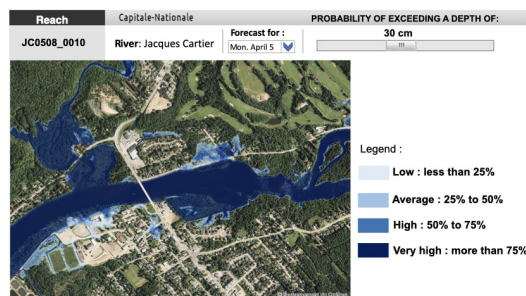 Reach
Capitale-Nationale
PROBABILITY OF EXCEEDING A DEPTH OF:
JC0508_0010
River: Jacques Cartier
Forecast for :
Mon. April 5
30 cm
Legend :
Low : less than 25%
Average : 25% to 50%
High : 50% to 75%
Very high : more than 75%